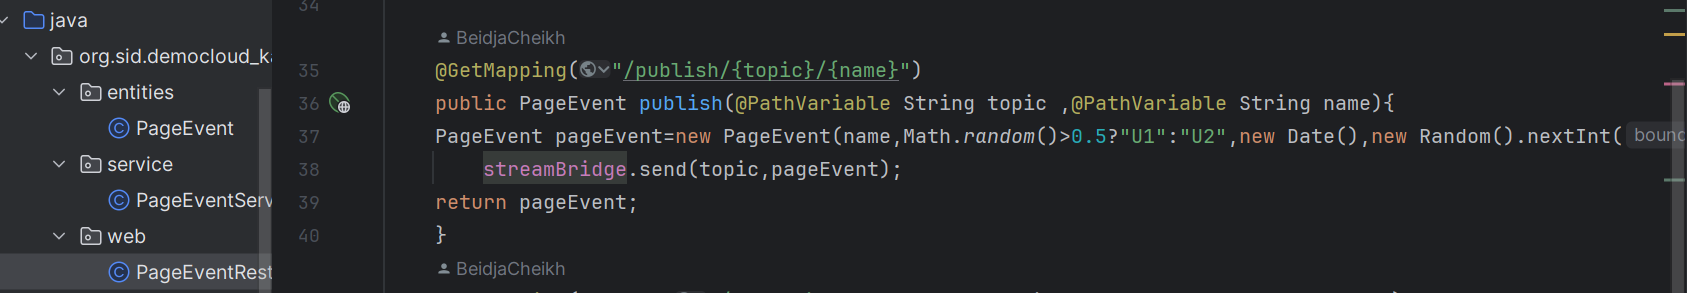 java
org.sid.democloud_k
entities
PageEvent
service
PageEventServ
web
PageEventRest
34
BeidjaCheikh
35 @GetMapping("/publish/{topic}/{name}")
36 public PageEvent publish(@PathVariable String topic ,@PathVariable String name){
37 PageEvent pageEvent=new PageEvent(name,Math.random()>0.5?"U1":"U2",new Date(),new Random().nextInt( boun
38 streamBridge.send(topic,pageEvent);
39 return pageEvent;
40 }
BeidjaCheikh